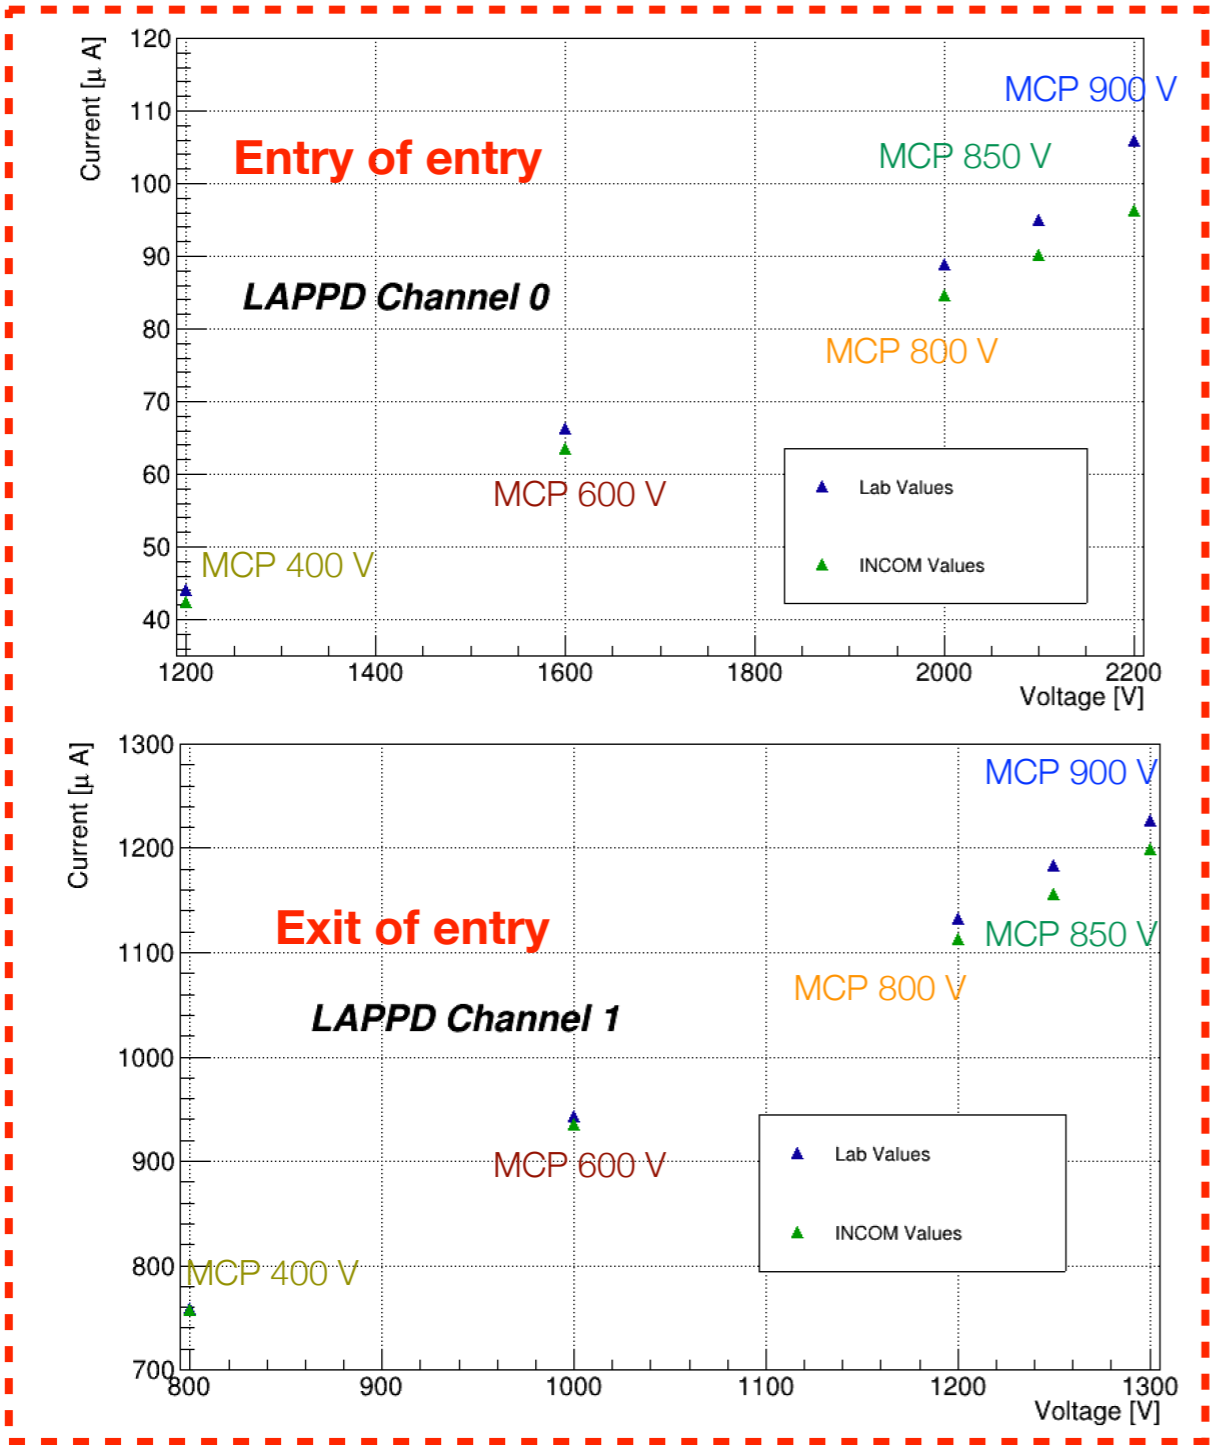 Current [μ A]
120
110
100
90
80
70
60
50
40
MCP 900 V
MCP 850 V
Entry of entry
LAPPD Channel 0
MCP 800 V
MCP 600 V
MCP 400 V
Lab Values
INCOM Values
1200 1400 1600 1800 2000 2200
Voltage [V]
Current [μ A]
1300
1200
1100
1000
900
800
700
MCP 900 V
Exit of entry
MCP 850 V
MCP 800 V
LAPPD Channel 1
MCP 600 V
MCP 400 V
Lab Values
INCOM Values
800 900 1000 1100 1200 1300
Voltage [V]